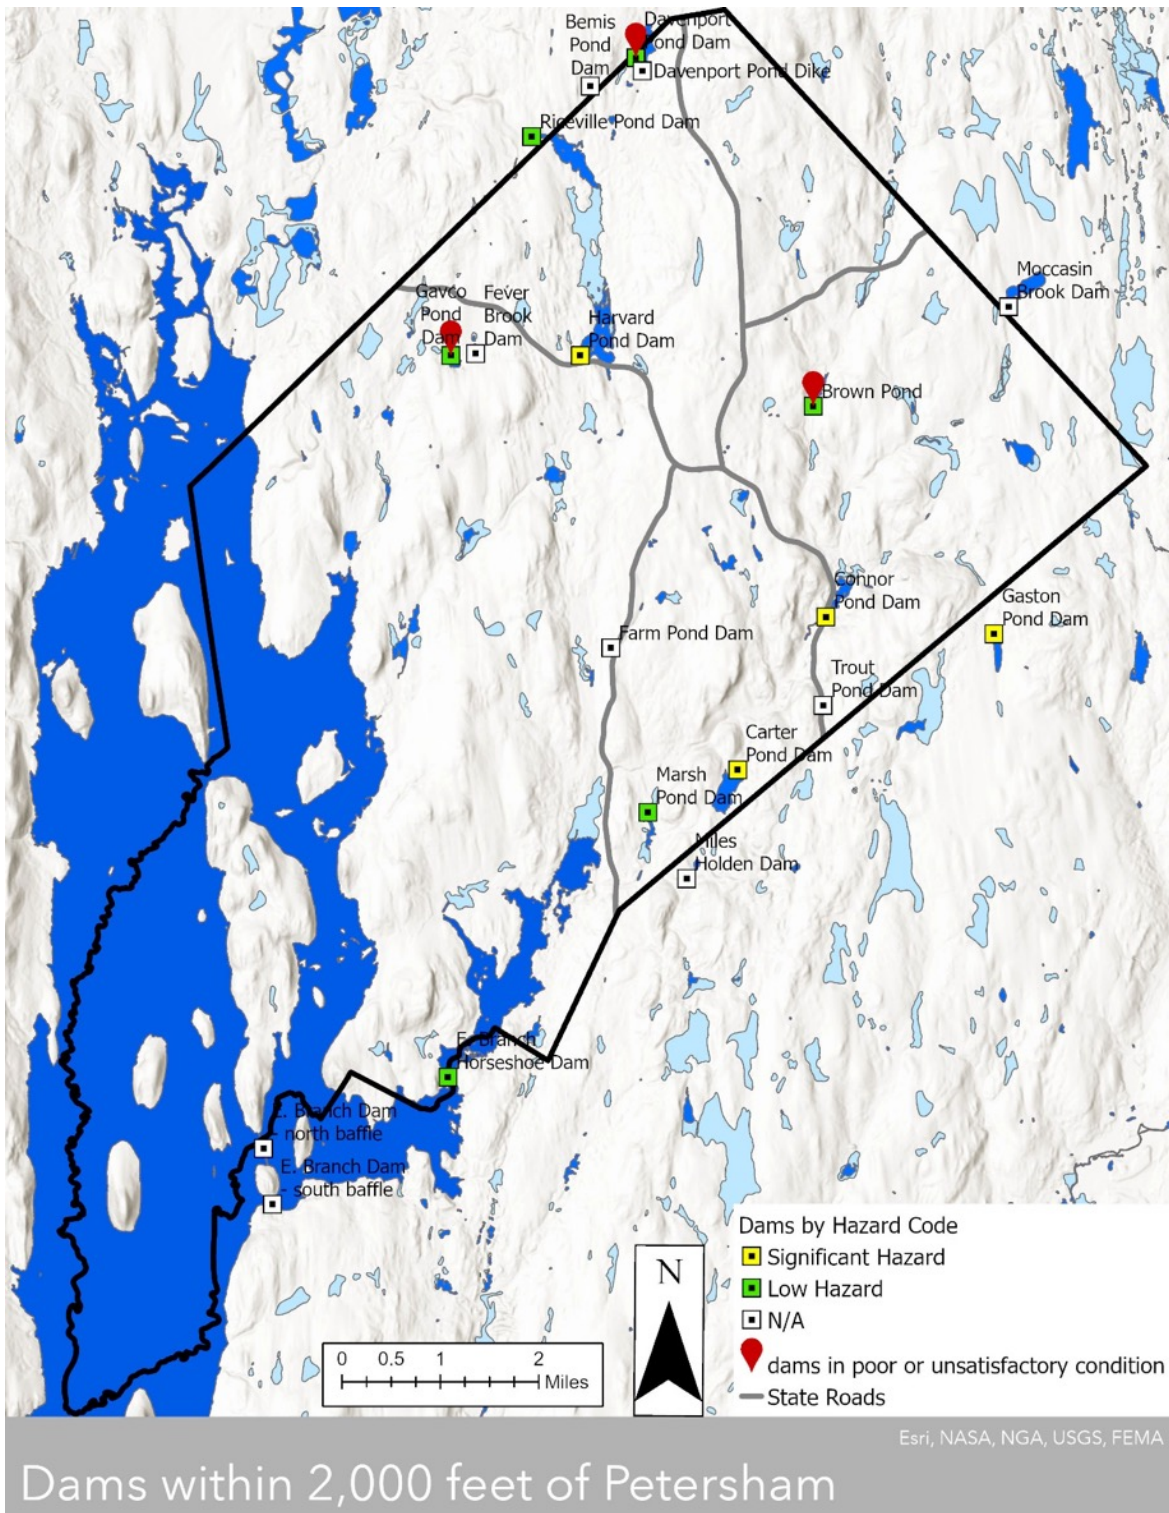 Bemis
Pond
Dam
Davenport
Pond Dam
Davenport Pond Dike
Riceville Pond Dam
Moccasin
Brook Dam
Gavco
Pond
Dam
Fever
Brook
Dam
Harvard
Pond Dam
Brown Pond
Connor
Pond Dam
Gaston
Pond Dam
Farm Pond Dam
Trout
Pond Dam
Carter
Pond Dam
Marsh
Pond Dam
Niles
Holden Dam
E. Branch
Horseshoe Dam
E. Branch Dam
- north baffle
E. Branch Dam
- south baffle
Dams by Hazard Code
Significant Hazard
Low Hazard
N/A
dams in poor or unsatisfactory condition
State Roads
N
0 0.5 1 2
Miles
Esri, NASA, NGA, USGS, FEMA
Dams within 2,000 feet of Petersham